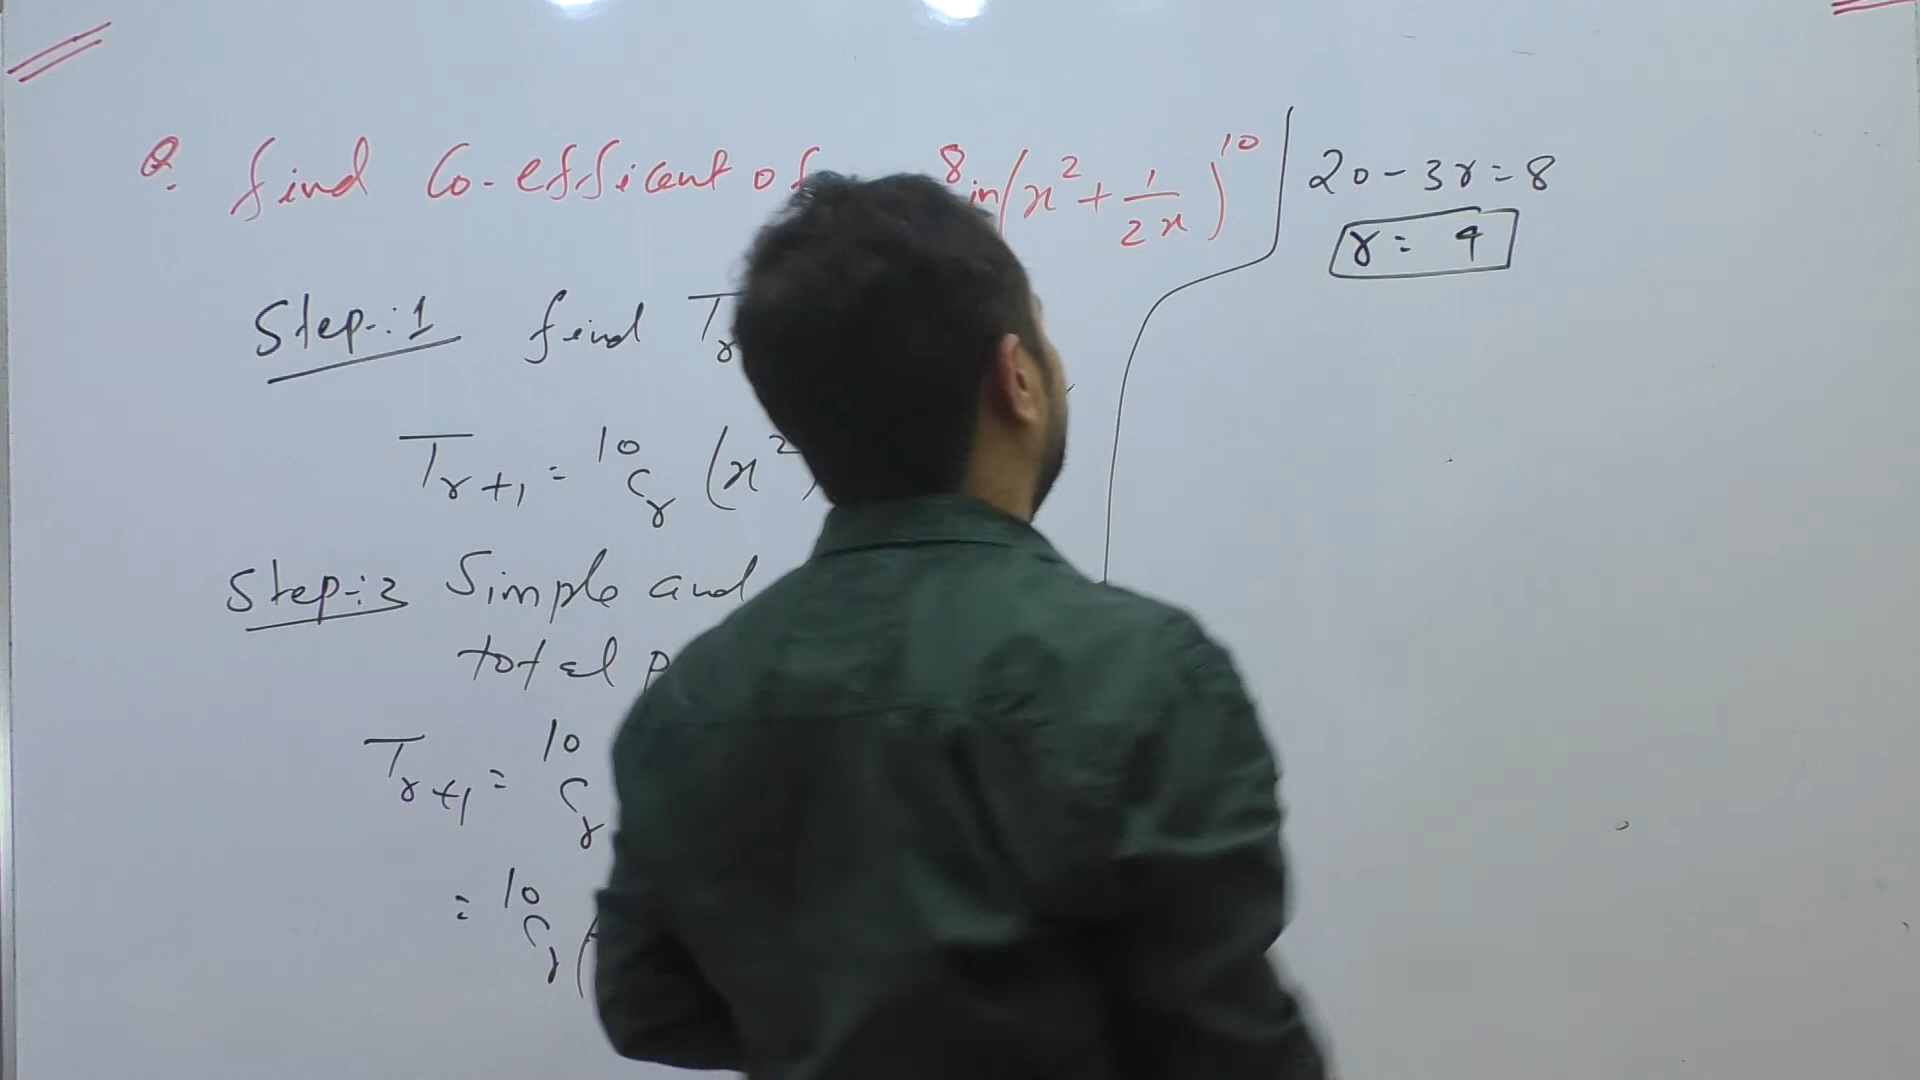 Q. find Co-efficent of 8 in (x² + 1/2x)¹⁰
Step:1 find Tr
Tr+1 = ¹⁰Cr (x²
Step:2 Simple and
total
Tr+1 = ¹⁰Cr
= ¹⁰Cr (
20 - 3r = 8
r = 4